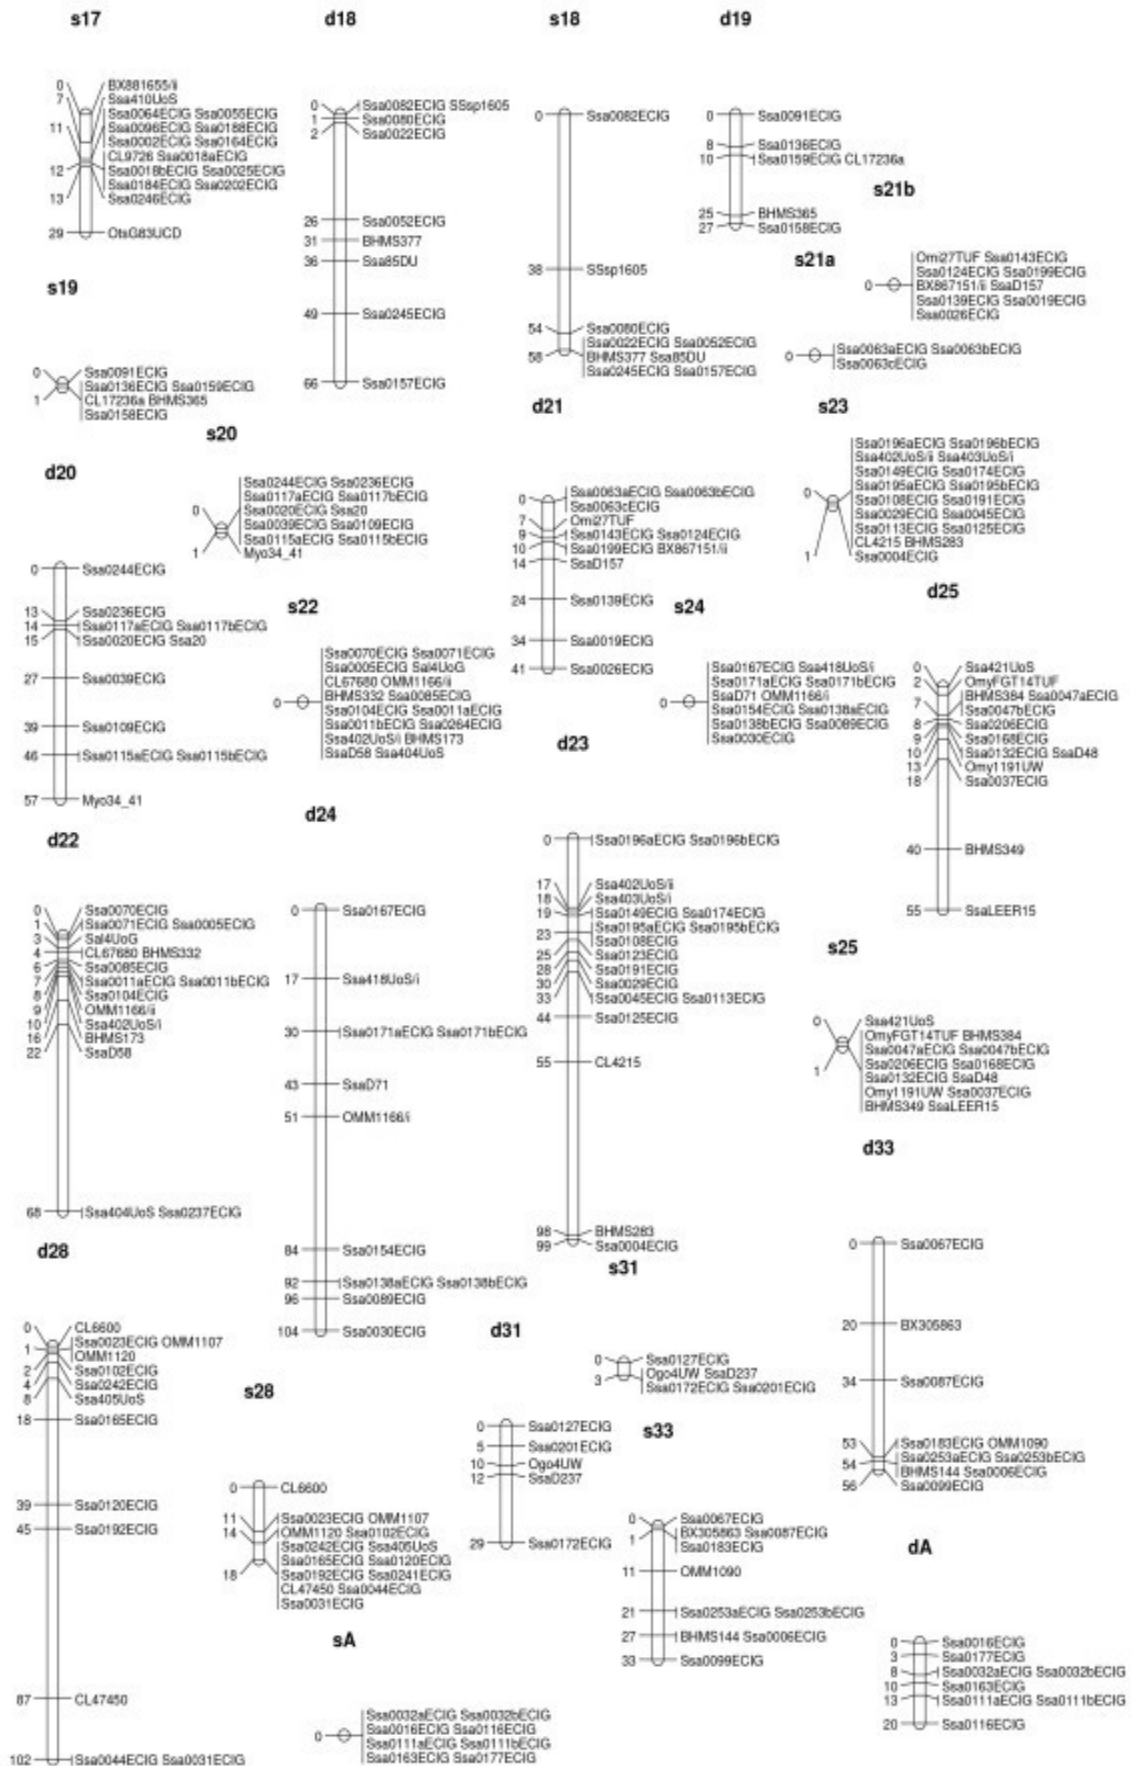 s17
0 BX881655/ii
7 Ssa410UoS
Ssa0064ECIG Ssa0055ECIG
11 Ssa0096ECIG Ssa0188ECIG
Ssa0002ECIG Ssa0164ECIG
CL9726 Ssa0018aECIG
12 Ssa0018bECIG Ssa0025ECIG
Ssa0184ECIG Ssa0202ECIG
13 Ssa0246ECIG
29 OtsG83UCD
d18
0 Ssa0082ECIG SSsp1605
1 Ssa0080ECIG
2 Ssa0022ECIG
26 Ssa0052ECIG
31 BHMS377
36 Ssa85DU
49 Ssa0245ECIG
66 Ssa0157ECIG
s18
0 Ssa0082ECIG
38 SSsp1605
54 Ssa0080ECIG
Ssa0022ECIG Ssa0052ECIG
58 BHMS377 Ssa85DU
Ssa0245ECIG Ssa0157ECIG
d19
0 Ssa0091ECIG
8 Ssa0136ECIG
10 Ssa0159ECIG CL17236a
25 BHMS365
27 Ssa0158ECIG
s21b
Omi27TUF Ssa0143ECIG
Ssa0124ECIG Ssa0199ECIG
0 BX867151/ii SsaD157
Ssa0139ECIG Ssa0019ECIG
Ssa0026ECIG
s21a
0 Ssa0063aECIG Ssa0063bECIG
Ssa0063cECIG
s19
0 Ssa0091ECIG
Ssa0136ECIG Ssa0159ECIG
1 CL17236a BHMS365
Ssa0158ECIG
s20
Ssa0244ECIG Ssa0236ECIG
Ssa0117aECIG Ssa0117bECIG
0 Ssa0020ECIG Ssa20
Ssa0039ECIG Ssa0109ECIG
Ssa0115aECIG Ssa0115bECIG
1 Myo34_41
d20
0 Ssa0244ECIG
13 Ssa0236ECIG
14 Ssa0117aECIG Ssa0117bECIG
15 Ssa0020ECIG Ssa20
27 Ssa0039ECIG
39 Ssa0109ECIG
46 Ssa0115aECIG Ssa0115bECIG
57 Myo34_41
d21
0 Ssa0063aECIG Ssa0063bECIG
Ssa0063cECIG
7 Omi27TUF
9 Ssa0143ECIG Ssa0124ECIG
10 Ssa0199ECIG BX867151/ii
14 SsaD157
24 Ssa0139ECIG
34 Ssa0019ECIG
41 Ssa0026ECIG
s23
Ssa0196aECIG Ssa0196bECIG
Ssa402UoS/ii Ssa403UoS/i
Ssa0149ECIG Ssa0174ECIG
0 Ssa0195aECIG Ssa0195bECIG
Ssa0108ECIG Ssa0191ECIG
Ssa0029ECIG Ssa0045ECIG
Ssa0113ECIG Ssa0125ECIG
CL4215 BHMS283
1 Ssa0004ECIG
s22
Ssa0070ECIG Ssa0071ECIG
Ssa0005ECIG Sal4UoG
CL67680 OMM1166/ii
0 BHMS332 Ssa0085ECIG
Ssa0104ECIG Ssa0011aECIG
Ssa0011bECIG Ssa0264ECIG
Ssa402UoS/i BHMS173
SsaD58 Ssa404UoS
s24
Ssa0167ECIG Ssa418UoS/i
Ssa0171aECIG Ssa0171bECIG
0 SsaD71 OMM1166/i
Ssa0154ECIG Ssa0138aECIG
Ssa0138bECIG Ssa0089ECIG
Ssa0030ECIG
d25
0 Ssa421UoS
2 OmyFGT14TUF
BHMS384 Ssa0047aECIG
7 Ssa0047bECIG
8 Ssa0206ECIG
9 Ssa0168ECIG
10 Ssa0132ECIG SsaD48
13 Omy1191UW
18 Ssa0037ECIG
40 BHMS349
55 SsaLEER15
d22
0 Ssa0070ECIG
1 Ssa0071ECIG Ssa0005ECIG
3 Sal4UoG
4 CL67680 BHMS332
6 Ssa0085ECIG
7 Ssa0011aECIG Ssa0011bECIG
8 Ssa0104ECIG
9 OMM1166/ii
10 Ssa402UoS/i
16 BHMS173
22 SsaD58
68 Ssa404UoS Ssa0237ECIG
d24
0 Ssa0167ECIG
17 Ssa418UoS/i
30 Ssa0171aECIG Ssa0171bECIG
43 SsaD71
51 OMM1166/i
84 Ssa0154ECIG
92 Ssa0138aECIG Ssa0138bECIG
96 Ssa0089ECIG
104 Ssa0030ECIG
d23
0 Ssa0196aECIG Ssa0196bECIG
17 Ssa402UoS/ii
18 Ssa403UoS/i
19 Ssa0149ECIG Ssa0174ECIG
23 Ssa0195aECIG Ssa0195bECIG
Ssa0108ECIG
25 Ssa0123ECIG
28 Ssa0191ECIG
30 Ssa0029ECIG
33 Ssa0045ECIG Ssa0113ECIG
44 Ssa0125ECIG
55 CL4215
98 BHMS283
99 Ssa0004ECIG
s25
0 Ssa421UoS
OmyFGT14TUF BHMS384
Ssa0047aECIG Ssa0047bECIG
Ssa0206ECIG Ssa0168ECIG
1 Ssa0132ECIG SsaD48
Omy1191UW Ssa0037ECIG
BHMS349 SsaLEER15
d33
0 Ssa0067ECIG
20 BX305863
34 Ssa0087ECIG
53 Ssa0183ECIG OMM1090
54 Ssa0253aECIG Ssa0253bECIG
BHMS144 Ssa0006ECIG
56 Ssa0099ECIG
d28
0 CL6600
1 Ssa0023ECIG OMM1107
OMM1120
2 Ssa0102ECIG
4 Ssa0242ECIG
8 Ssa405UoS
18 Ssa0165ECIG
39 Ssa0120ECIG
45 Ssa0192ECIG
87 CL47450
102 Ssa0044ECIG Ssa0031ECIG
s28
0 CL6600
11 Ssa0023ECIG OMM1107
14 OMM1120 Ssa0102ECIG
Ssa0242ECIG Ssa405UoS
Ssa0165ECIG Ssa0120ECIG
18 Ssa0192ECIG Ssa0241ECIG
CL47450 Ssa0044ECIG
Ssa0031ECIG
d31
0 Ssa0127ECIG
5 Ssa0201ECIG
10 Ogo4UW
12 SsaD237
29 Ssa0172ECIG
s31
0 Ssa0127ECIG
Ogo4UW SsaD237
3 Ssa0172ECIG Ssa0201ECIG
s33
0 Ssa0067ECIG
1 BX305863 Ssa0087ECIG
Ssa0183ECIG
11 OMM1090
21 Ssa0253aECIG Ssa0253bECIG
27 BHMS144 Ssa0006ECIG
33 Ssa0099ECIG
sA
Ssa0032aECIG Ssa0032bECIG
0 Ssa0016ECIG Ssa0116ECIG
Ssa0111aECIG Ssa0111bECIG
Ssa0163ECIG Ssa0177ECIG
dA
0 Ssa0016ECIG
3 Ssa0177ECIG
8 Ssa0032aECIG Ssa0032bECIG
10 Ssa0163ECIG
13 Ssa0111aECIG Ssa0111bECIG
20 Ssa0116ECIG